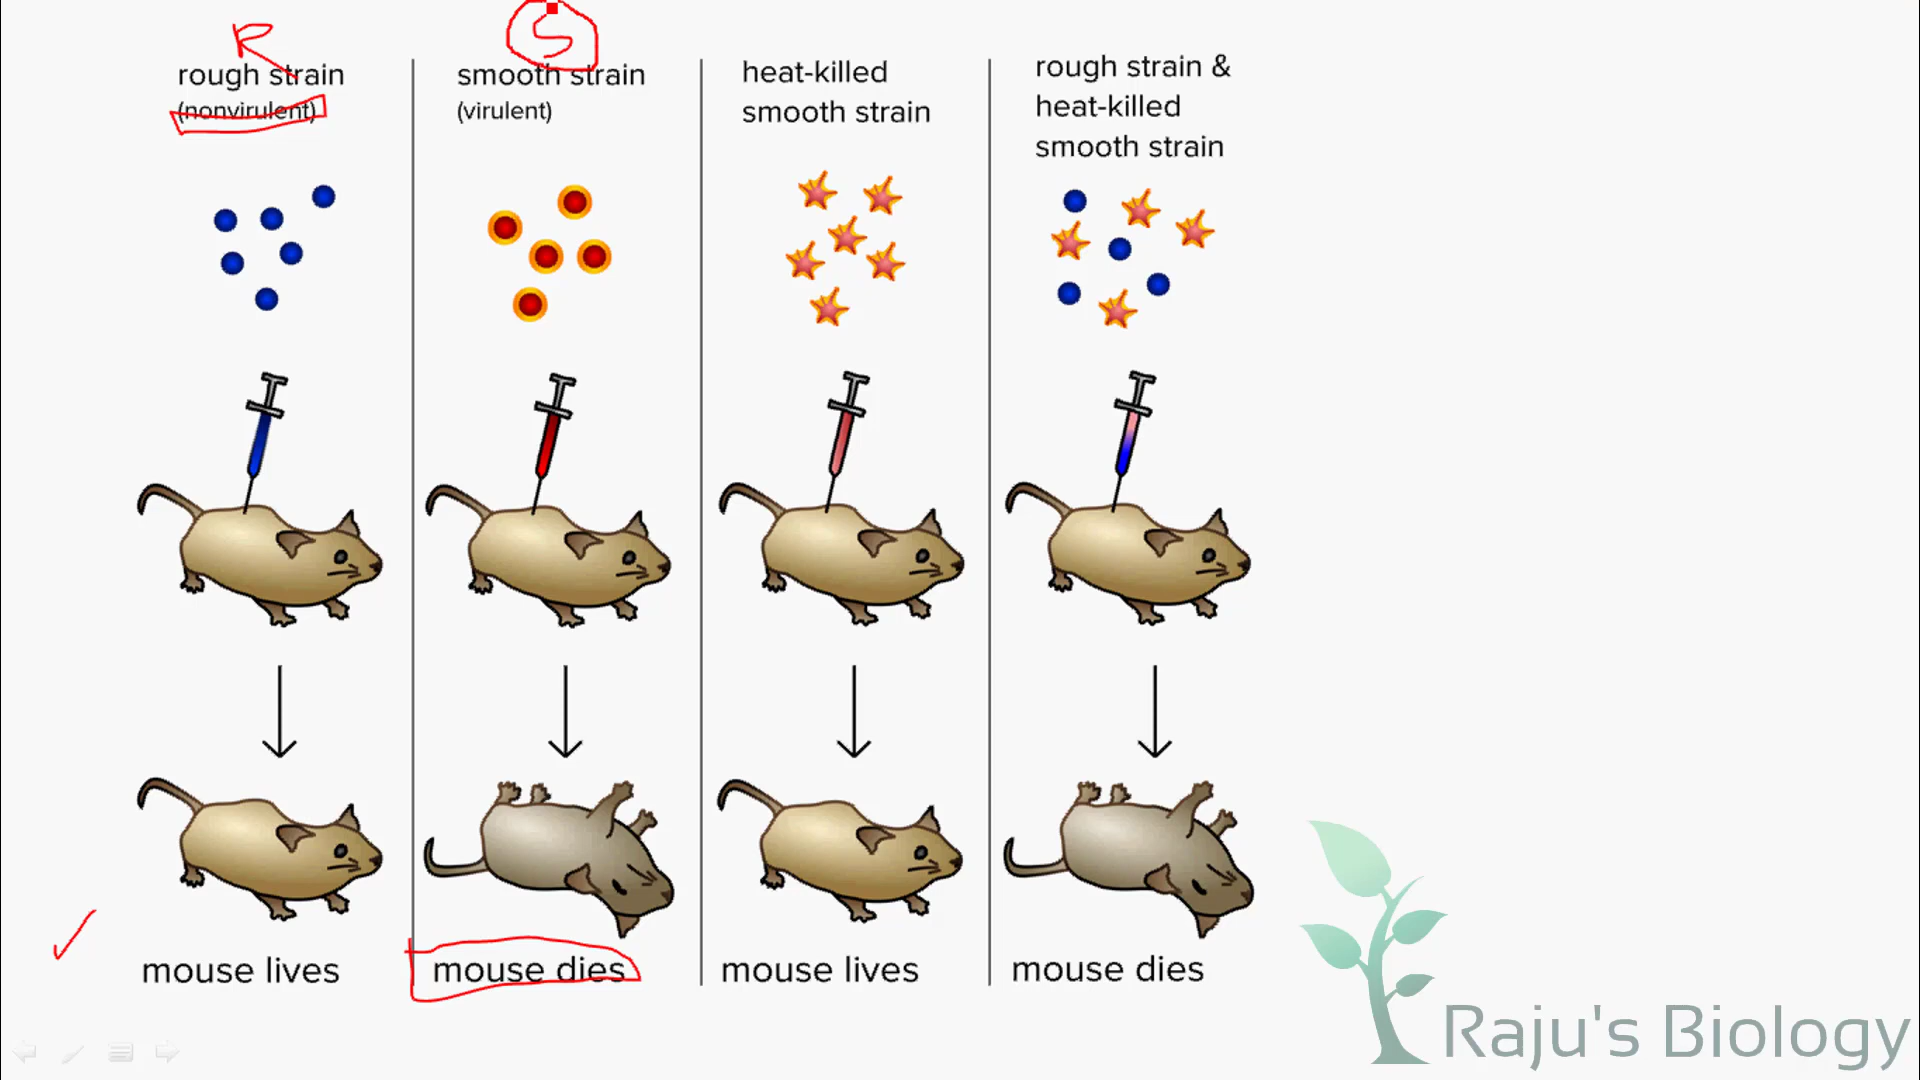 R
S
rough strain
(nonvirulent)
smooth strain
(virulent)
heat-killed
smooth strain
rough strain &
heat-killed
smooth strain
mouse lives
mouse dies
mouse lives
mouse dies
Raju's Biology